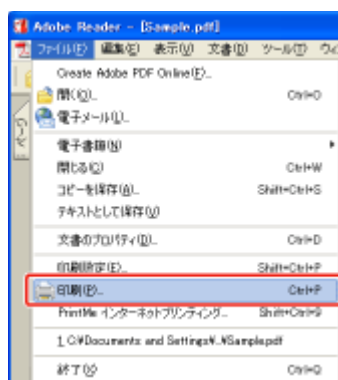 Adobe Reader - [Sample.pdf]
ファイル(F) 編集(E) 表示(V) 文書(D) ツール(T) ウィ
Create Adobe PDF Online(F)...
開く(O)... Ctrl+O
電子メール(L)...
電子書籍(N)
閉じる(C) Ctrl+W
コピーを保存(A)... Shift+Ctrl+S
テキストとして保存(V)
文書のプロパティ(D)... Ctrl+D
印刷設定(E)... Shift+Ctrl+P
印刷(P)... Ctrl+P
PrintMe インターネットプリンティング... Shift+Ctrl+9
1 C:¥Documents and Settings¥..¥Sample.pdf
終了(X) Ctrl+Q